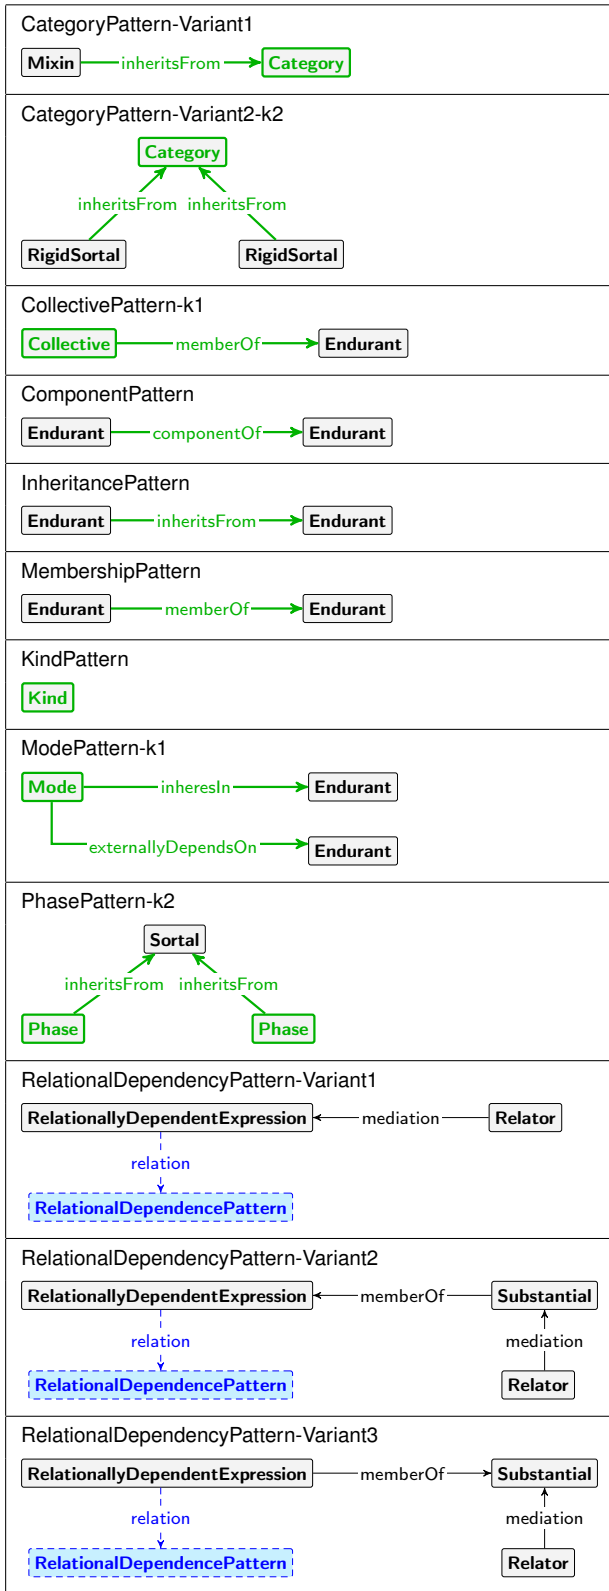 CategoryPattern-Variant1
Mixin inheritsFrom Category
CategoryPattern-Variant2-k2
Category
inheritsFrom inheritsFrom
RigidSortal RigidSortal
CollectivePattern-k1
Collective memberOf Endurant
ComponentPattern
Endurant componentOf Endurant
InheritancePattern
Endurant inheritsFrom Endurant
MembershipPattern
Endurant memberOf Endurant
KindPattern
Kind
ModePattern-k1
Mode inheresIn Endurant
externallyDependsOn Endurant
PhasePattern-k2
Sortal
inheritsFrom inheritsFrom
Phase Phase
RelationalDependencyPattern-Variant1
RelationallyDependentExpression mediation Relator
relation
RelationalDependencePattern
RelationalDependencyPattern-Variant2
RelationallyDependentExpression memberOf Substantial
relation mediation
RelationalDependencePattern Relator
RelationalDependencyPattern-Variant3
RelationallyDependentExpression memberOf Substantial
relation mediation
RelationalDependencePattern Relator